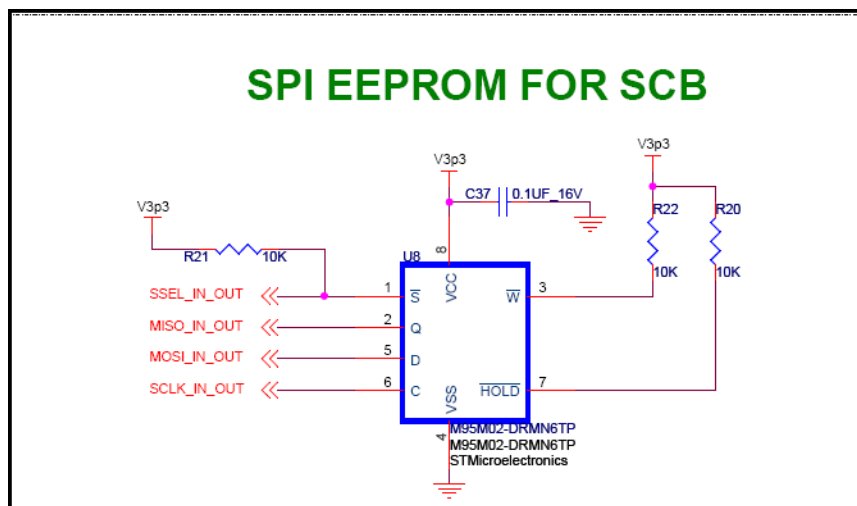 SPI EEPROM FOR SCB
V3p3
V3p3
C37 0.1UF_16V
V3p3
R22 R20
R21 10K
10K 10K
U8
8
VCC
SSEL_IN_OUT 1 S W 3
MISO_IN_OUT 2 Q
MOSI_IN_OUT 5 D
SCLK_IN_OUT 6 C HOLD 7
VSS
4
M95M02-DRMN6TP
M95M02-DRMN6TP
STMicroelectronics